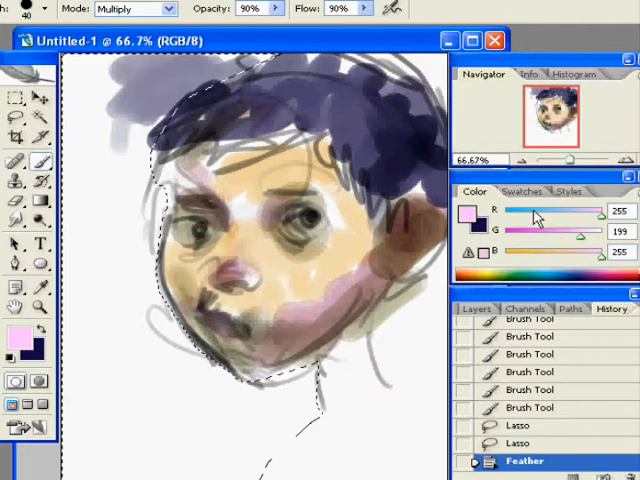 h: 40 Mode: Multiply Opacity: 90% Flow: 90%
Untitled-1 @ 66.7% (RGB/8)
Navigator Info Histogram
66.67%
Color Swatches Styles
R 255
G 199
B 255
Layers Channels Paths History
Brush Tool
Brush Tool
Brush Tool
Brush Tool
Brush Tool
Brush Tool
Lasso
Lasso
Feather
T